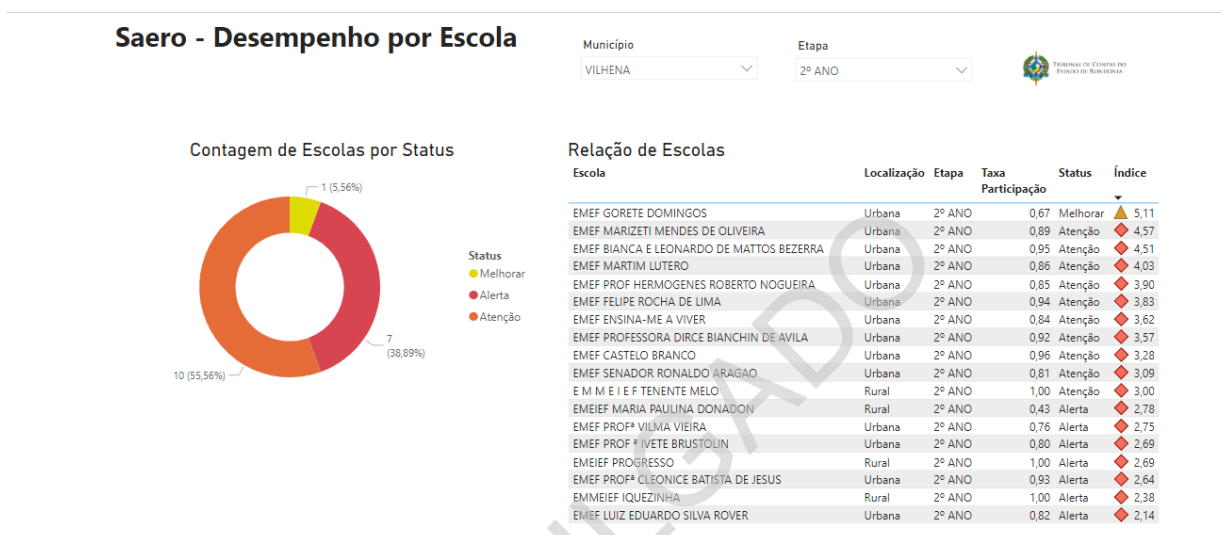 Saero - Desempenho por Escola
Município
VILHENA
Etapa
2º ANO
TRIBUNAL DE CONTAS DO
ESTADO DE RONDÔNIA
Contagem de Escolas por Status
1 (5,56%)
7
(38,89%)
10 (55,56%)
Status
Melhorar
Alerta
Atenção
Relação de Escolas
Escola Localização Etapa Taxa Participação Status Índice
EMEF GORETE DOMINGOS Urbana 2º ANO 0,67 Melhorar 5,11
EMEF MARIZETI MENDES DE OLIVEIRA Urbana 2º ANO 0,89 Atenção 4,57
EMEF BIANCA E LEONARDO DE MATTOS BEZERRA Urbana 2º ANO 0,95 Atenção 4,51
EMEF MARTIM LUTERO Urbana 2º ANO 0,86 Atenção 4,03
EMEF PROF HERMOGENES ROBERTO NOGUEIRA Urbana 2º ANO 0,85 Atenção 3,90
EMEF FELIPE ROCHA DE LIMA Urbana 2º ANO 0,94 Atenção 3,83
EMEF ENSINA-ME A VIVER Urbana 2º ANO 0,84 Atenção 3,62
EMEF PROFESSORA DIRCE BIANCHIN DE AVILA Urbana 2º ANO 0,92 Atenção 3,57
EMEF CASTELO BRANCO Urbana 2º ANO 0,96 Atenção 3,28
EMEF SENADOR RONALDO ARAGAO Urbana 2º ANO 0,81 Atenção 3,09
E M M E I E F TENENTE MELO Rural 2º ANO 1,00 Atenção 3,00
EMEIEF MARIA PAULINA DONADON Rural 2º ANO 0,43 Alerta 2,78
EMEF PROFª VILMA VIEIRA Urbana 2º ANO 0,76 Alerta 2,75
EMEF PROF ª IVETE BRUSTOLIN Urbana 2º ANO 0,80 Alerta 2,69
EMEIEF PROGRESSO Rural 2º ANO 1,00 Alerta 2,69
EMEF PROFª CLEONICE BATISTA DE JESUS Urbana 2º ANO 0,93 Alerta 2,64
EMMEIEF IQUEZINHA Rural 2º ANO 1,00 Alerta 2,38
EMEF LUIZ EDUARDO SILVA ROVER Urbana 2º ANO 0,82 Alerta 2,14
LGADO